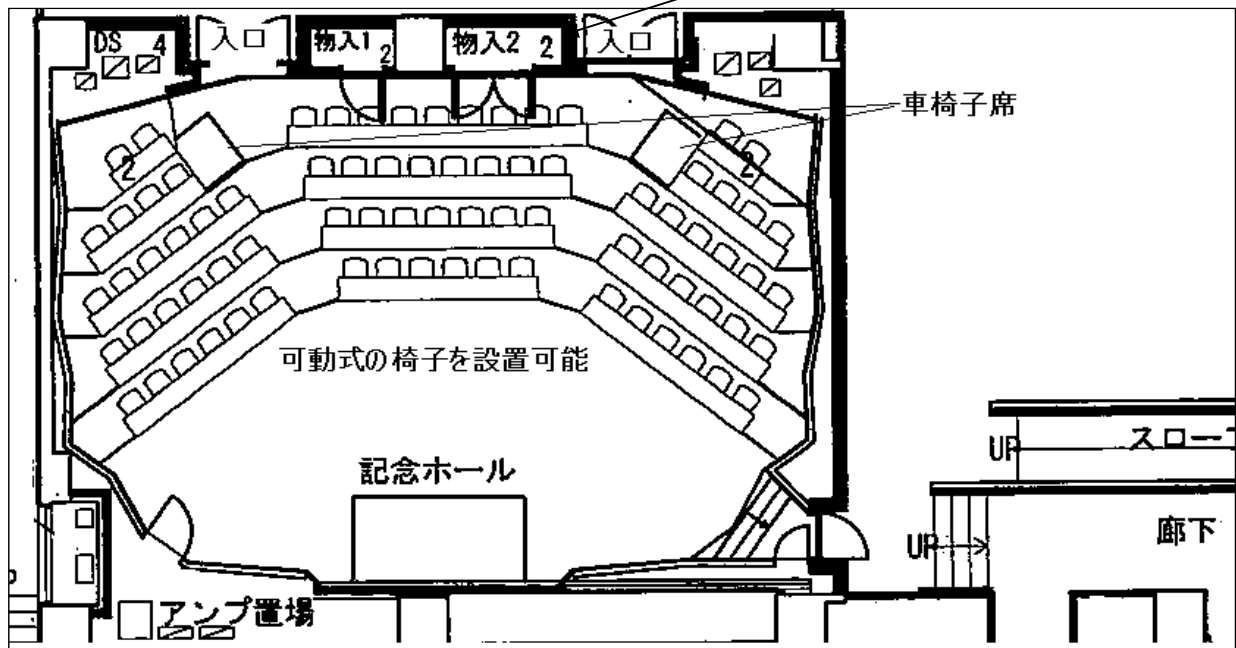 DS 4
入口
物入1 2
物入2 2
入口
車椅子席
2
2
可動式の椅子を設置可能
記念ホール
UP
スロー
UP
廊下
アンプ置場